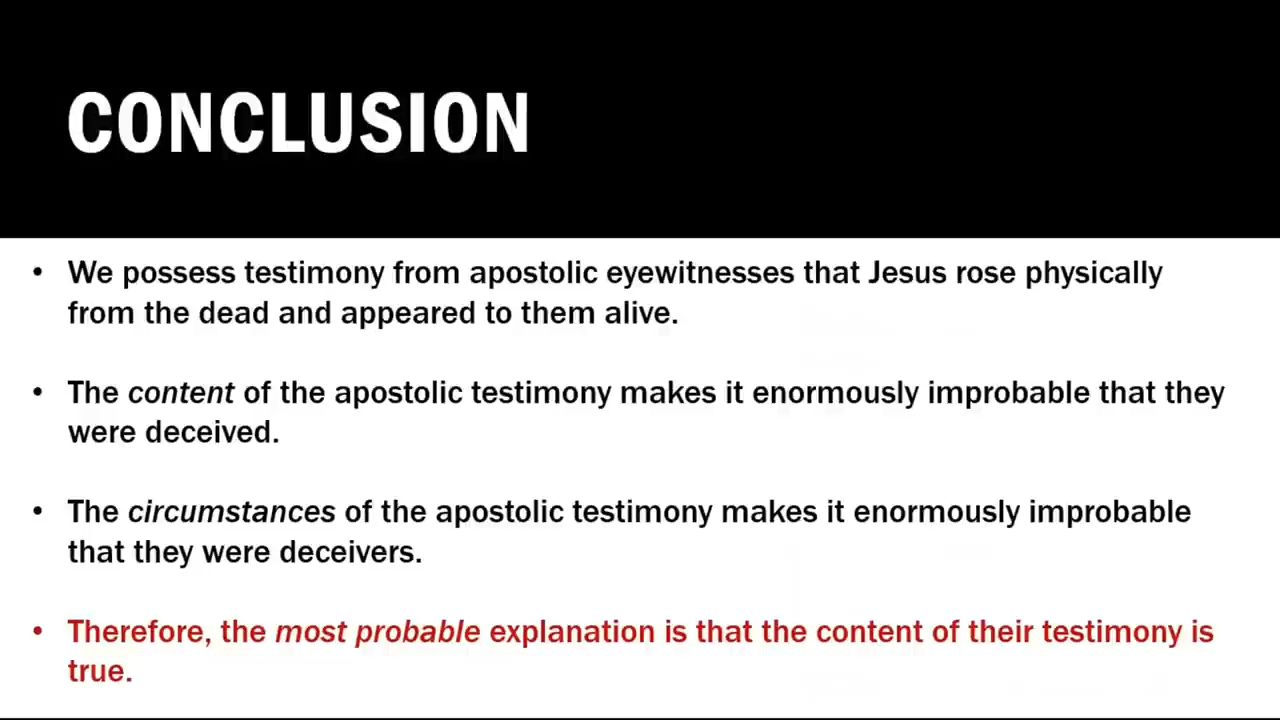 CONCLUSION
• We possess testimony from apostolic eyewitnesses that Jesus rose physically
from the dead and appeared to them alive.
• The content of the apostolic testimony makes it enormously improbable that they
were deceived.
• The circumstances of the apostolic testimony makes it enormously improbable
that they were deceivers.
• Therefore, the most probable explanation is that the content of their testimony is
true.